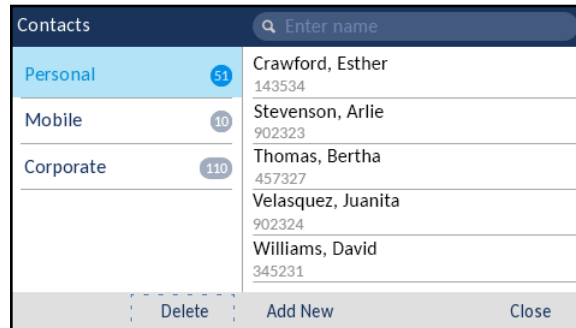 Contacts
Enter name
Personal 51
Mobile 10
Corporate 110
Crawford, Esther
143534
Stevenson, Arlie
902323
Thomas, Bertha
457327
Velasquez, Juanita
902324
Williams, David
345231
Delete Add New Close